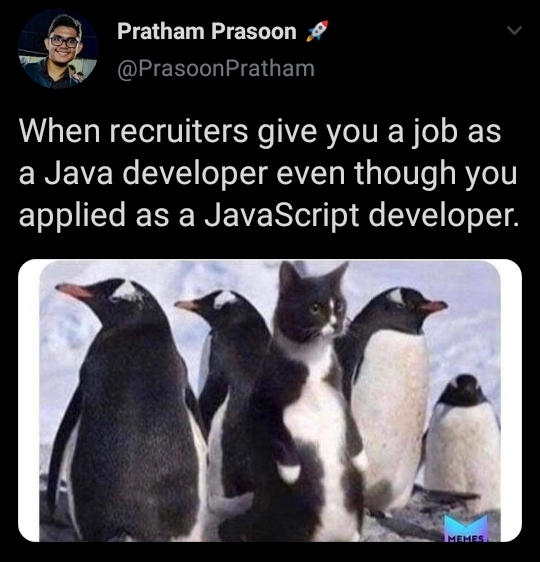 Pratham Prasoon 🚀
@PrasoonPratham
When recruiters give you a job as
a Java developer even though you
applied as a JavaScript developer.
MEMES